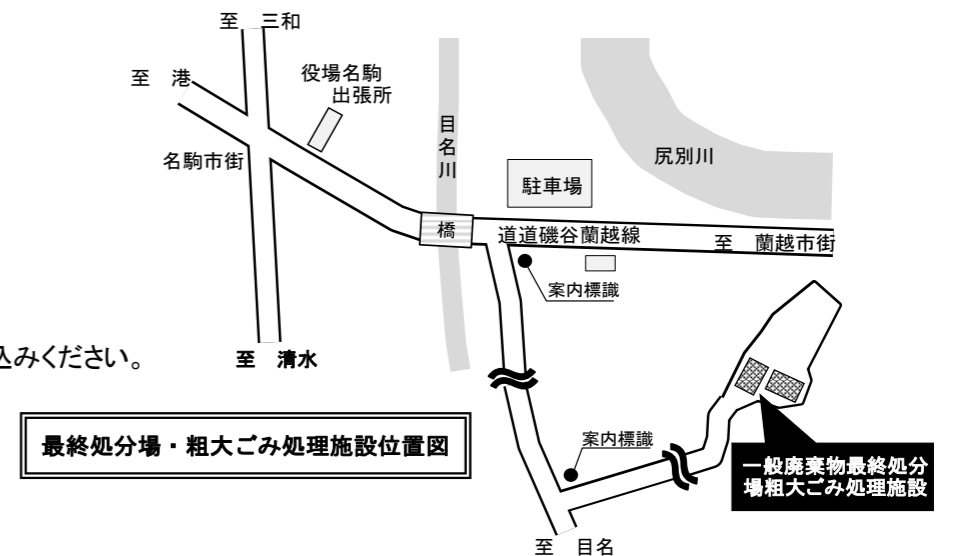 至 三和
至 港
役場名駒
出張所
名駒市街
目名川
尻別川
駐車場
橋
道道磯谷蘭越線
至 蘭越市街
案内標識
込みください。
至 清水
最終処分場・粗大ごみ処理施設位置図
案内標識
一般廃棄物最終処分
場粗大ごみ処理施設
至 目名